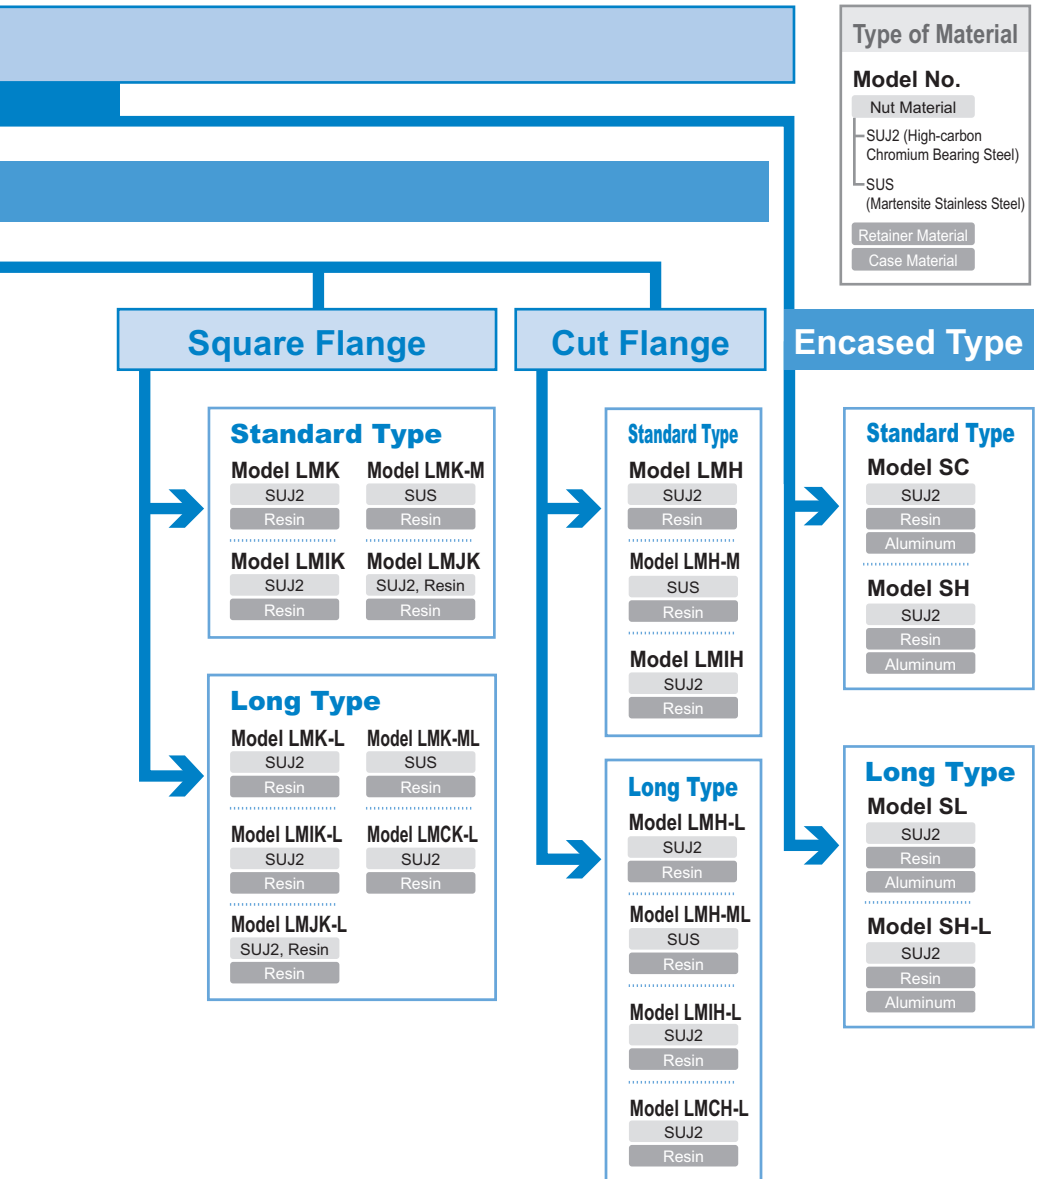 Type of Material
Model No.
Nut Material
SUJ2 (High-carbon
Chromium Bearing Steel)
SUS
(Martensite Stainless Steel)
Retainer Material
Case Material
Square Flange
Standard Type
Model LMK Model LMK-M
SUJ2 SUS
Resin Resin
Model LMIK Model LMJK
SUJ2 SUJ2, Resin
Resin Resin
Long Type
Model LMK-L Model LMK-ML
SUJ2 SUS
Resin Resin
Model LMIK-L Model LMCK-L
SUJ2 SUJ2
Resin Resin
Model LMJK-L
SUJ2, Resin
Resin
Cut Flange
Standard Type
Model LMH
SUJ2
Resin
Model LMH-M
SUS
Resin
Model LMIH
SUJ2
Resin
Long Type
Model LMH-L
SUJ2
Resin
Model LMH-ML
SUS
Resin
Model LMIH-L
SUJ2
Resin
Model LMCH-L
SUJ2
Resin
Encased Type
Standard Type
Model SC
SUJ2
Resin
Aluminum
Model SH
SUJ2
Resin
Aluminum
Long Type
Model SL
SUJ2
Resin
Aluminum
Model SH-L
SUJ2
Resin
Aluminum